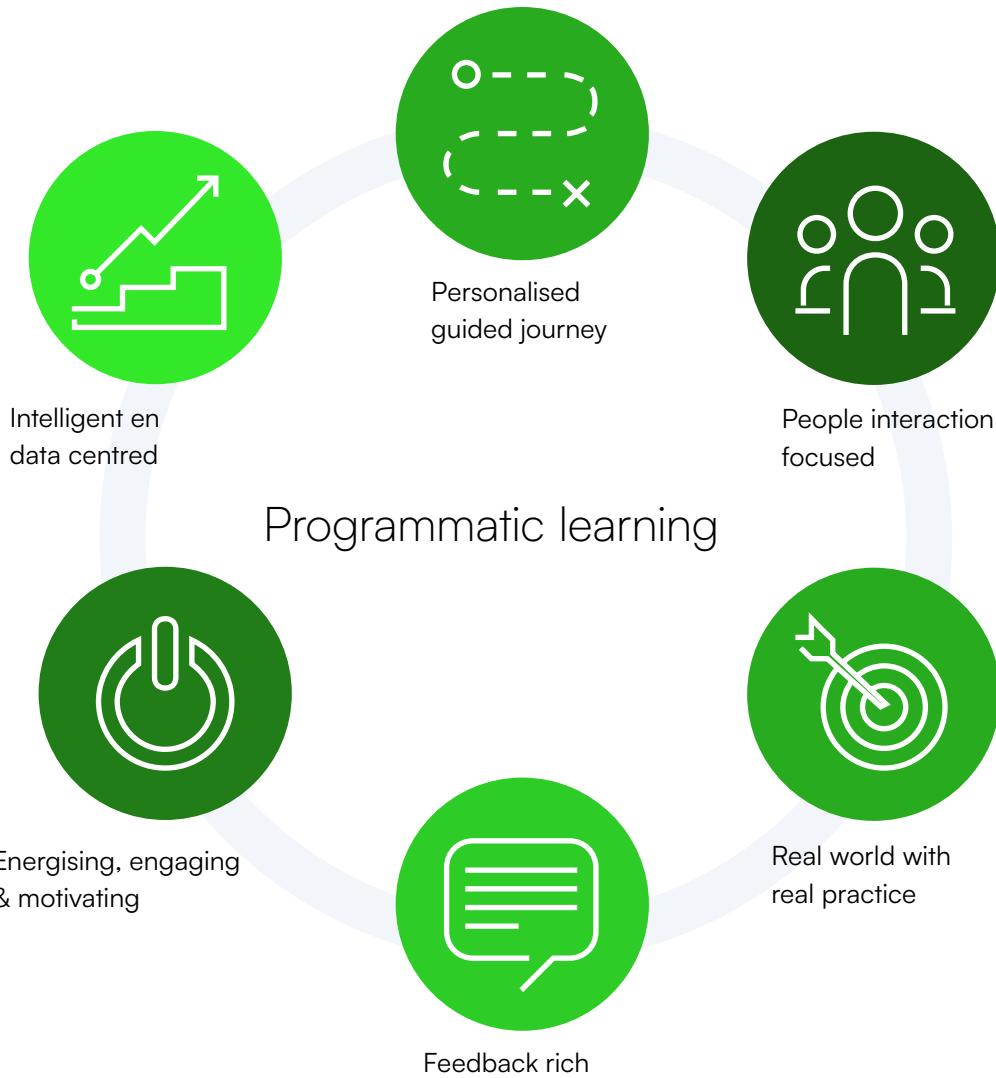 Personalised
guided journey
People interaction
focused
Intelligent en
data centred
Programmatic learning
Real world with
real practice
Energising, engaging
& motivating
Feedback rich